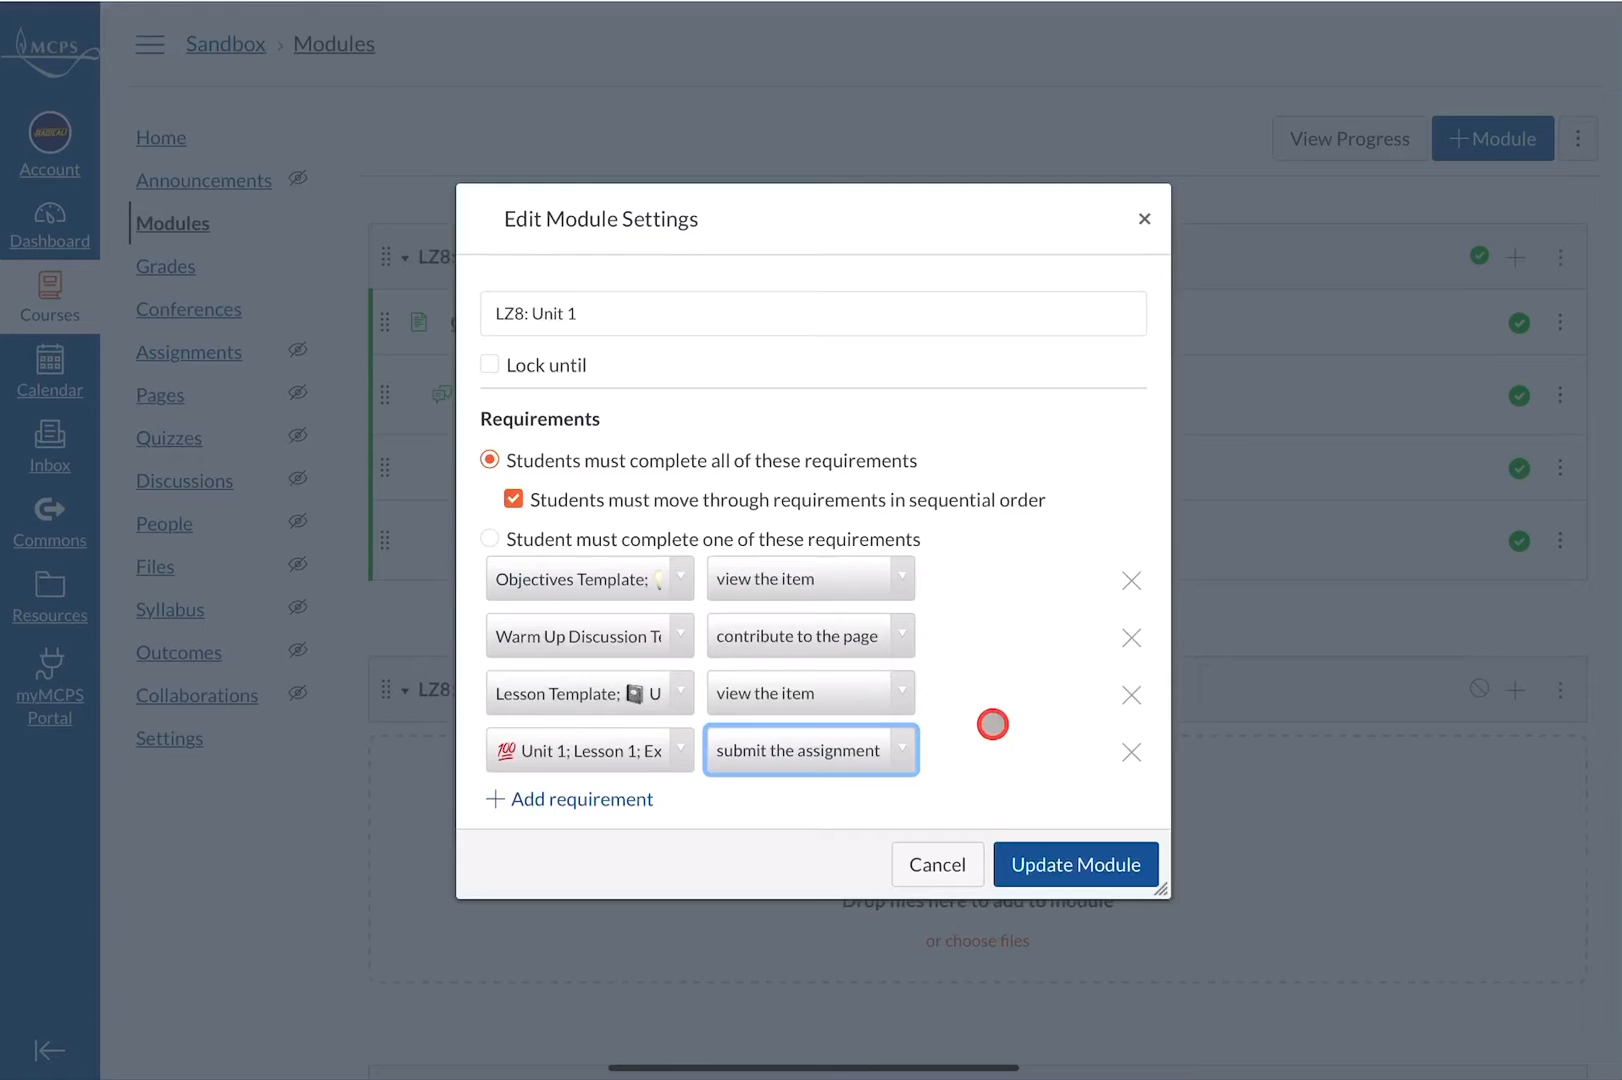 MCPS
Sandbox › Modules
RADICALI
Account
Dashboard
Courses
Calendar
Inbox
Commons
Resources
myMCPS
Portal
Home
Announcements
Modules
Grades
Conferences
Assignments
Pages
Quizzes
Discussions
People
Files
Syllabus
Outcomes
Collaborations
Settings
View Progress
+ Module
LZ8:
LZ8:
Edit Module Settings
×
LZ8: Unit 1
Lock until
Requirements
Students must complete all of these requirements
Students must move through requirements in sequential order
Student must complete one of these requirements
Objectives Template; view the item
Warm Up Discussion Te contribute to the page
Lesson Template; 📓 U view the item
💯 Unit 1; Lesson 1; Ex submit the assignment
+ Add requirement
Cancel Update Module
Drop files here to add to module
or choose files